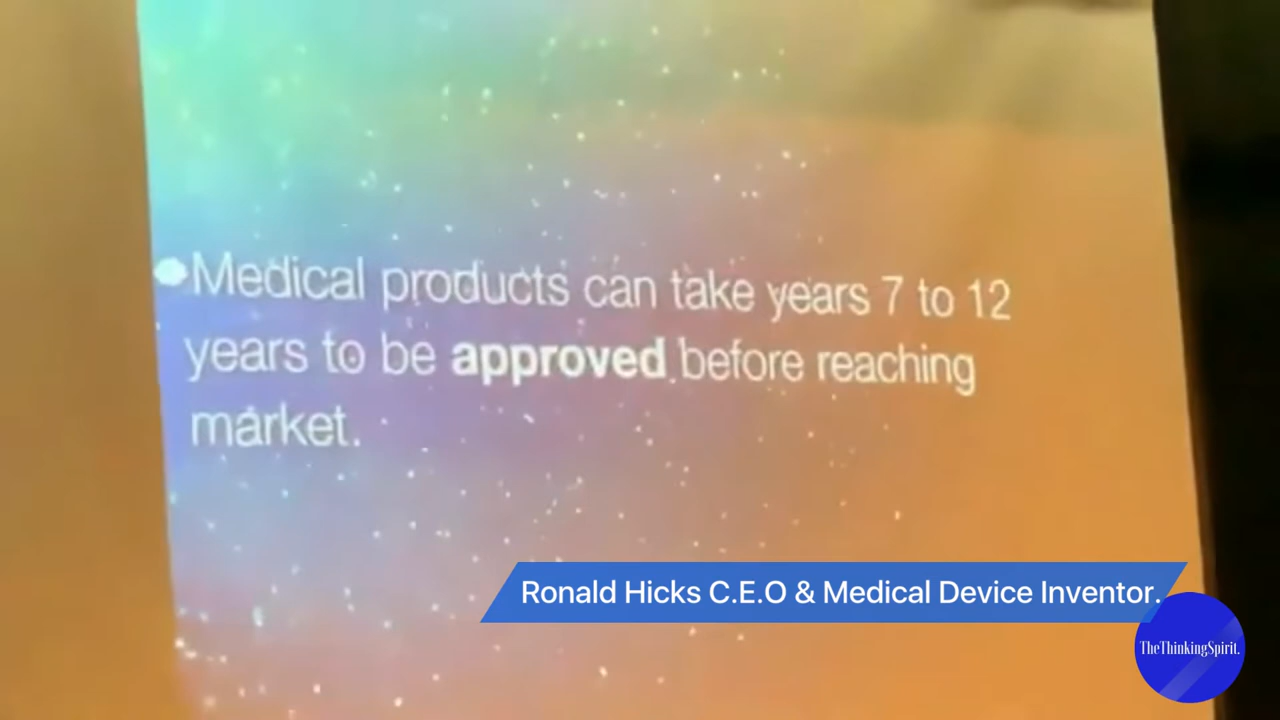 Medical products can take years 7 to 12
years to be approved before reaching
market.
Ronald Hicks C.E.O & Medical Device Inventor.
TheThinkingSpirit.